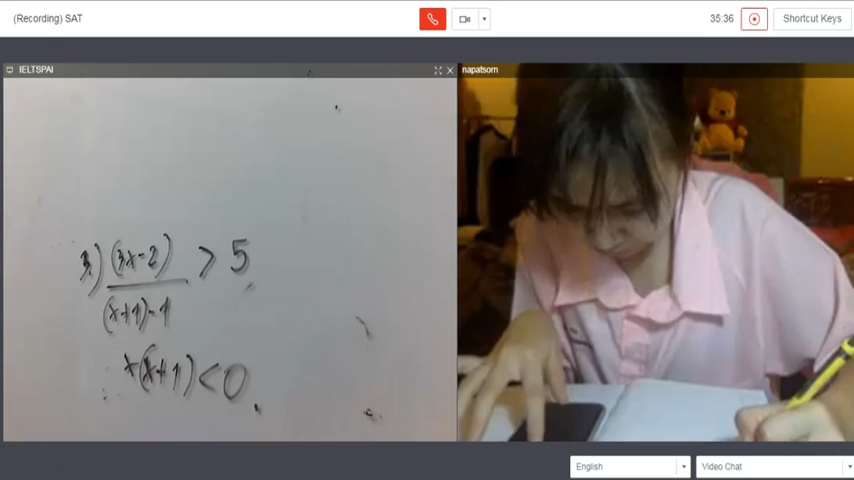 (Recording) SAT
35:36
Shortcut Keys
IELTSPAI
napatsorn
3) (3x-2) > 5
(x+1)-1
x(x+1) < 0
English
Video Chat